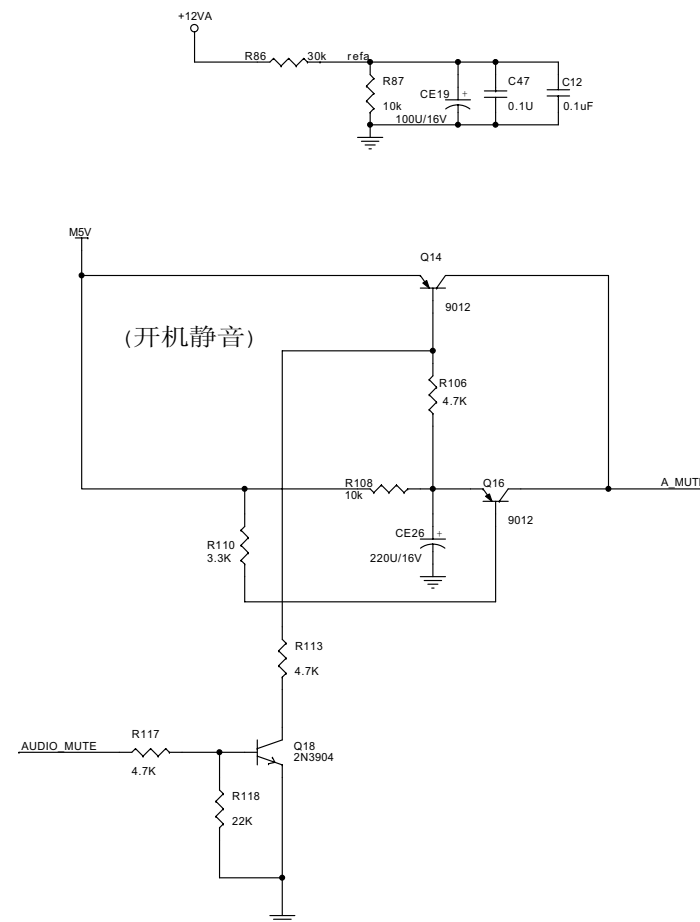 +12VA
R86 30k refa
R87
10k
CE19 +
100U/16V
C47
0.1U
C12
0.1uF
M5V
Q14
9012
(开机静音)
R106
4.7K
R108
10k
Q16
9012
A_MUTE
CE26 +
220U/16V
R110
3.3K
R113
4.7K
AUDIO_MUTE
R117
4.7K
Q18
2N3904
R118
22K